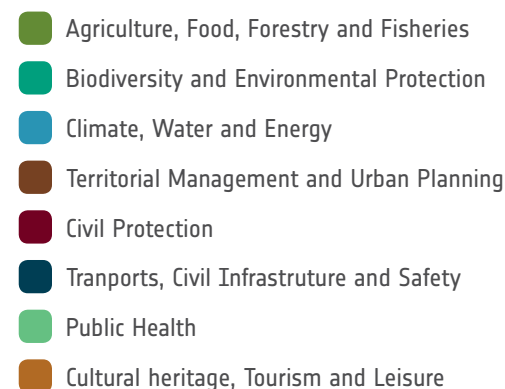 Agriculture, Food, Forestry and Fisheries
Biodiversity and Environmental Protection
Climate, Water and Energy
Territorial Management and Urban Planning
Civil Protection
Tranports, Civil Infrastruture and Safety
Public Health
Cultural heritage, Tourism and Leisure